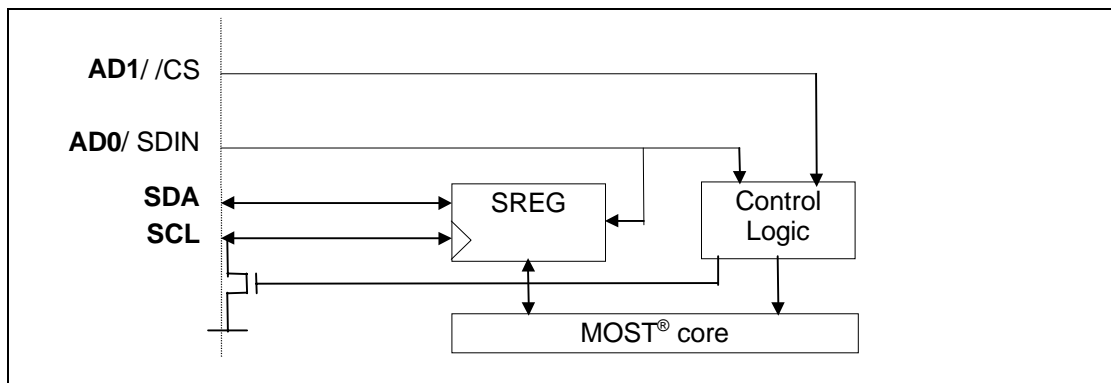 AD1/ /CS
AD0/ SDIN
SDA
SREG
Control
Logic
SCL
MOST® core